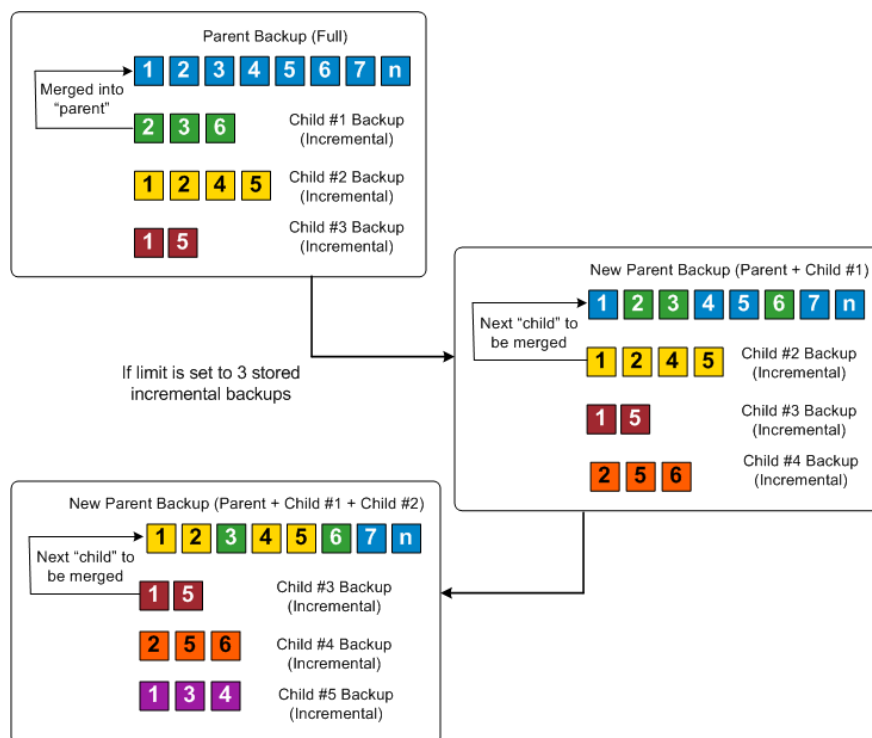 Parent Backup (Full)
1 2 3 4 5 6 7 n
Merged into
“parent”
2 3 6
Child #1 Backup
(Incremental)
1 2 4 5
Child #2 Backup
(Incremental)
1 5
Child #3 Backup
(Incremental)
If limit is set to 3 stored
incremental backups
New Parent Backup (Parent + Child #1)
1 2 3 4 5 6 7 n
Next “child” to
be merged
1 2 4 5
Child #2 Backup
(Incremental)
1 5
Child #3 Backup
(Incremental)
2 5 6
Child #4 Backup
(Incremental)
New Parent Backup (Parent + Child #1 + Child #2)
1 2 3 4 5 6 7 n
Next “child” to
be merged
1 5
Child #3 Backup
(Incremental)
2 5 6
Child #4 Backup
(Incremental)
1 3 4
Child #5 Backup
(Incremental)